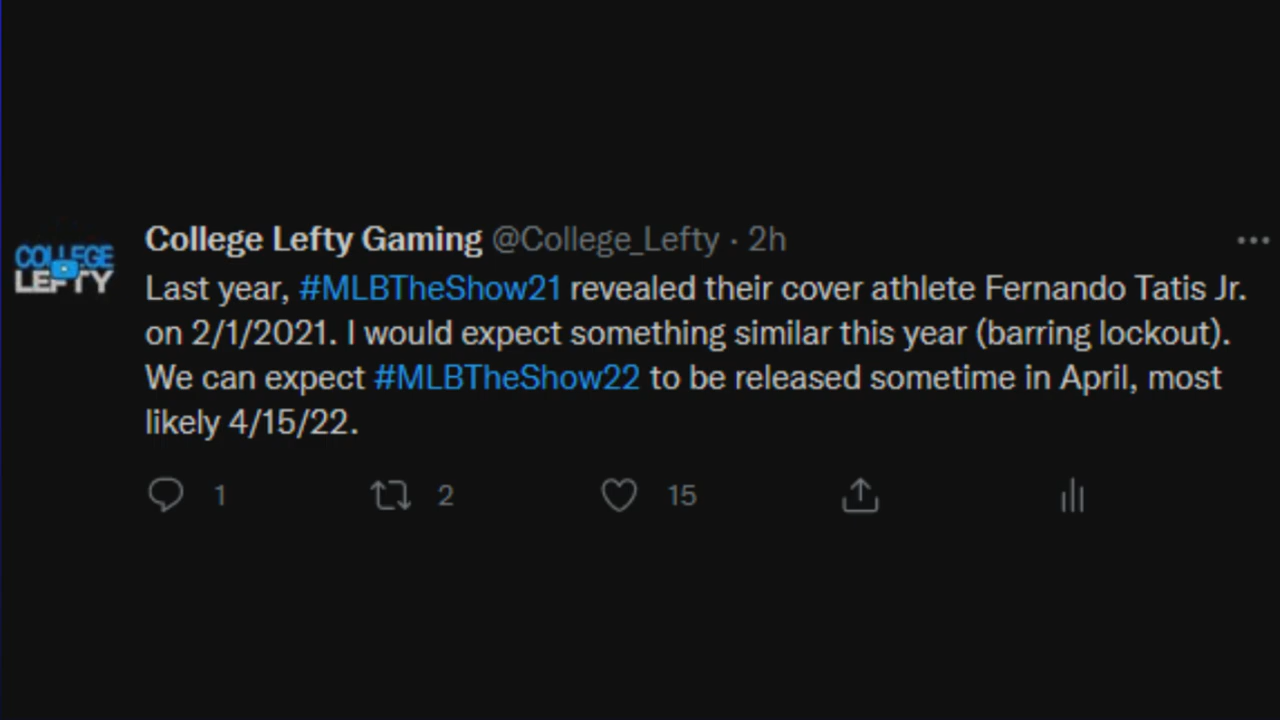 COLLEGE
LEFTY
College Lefty Gaming @College_Lefty · 2h
Last year, #MLBTheShow21 revealed their cover athlete Fernando Tatis Jr.
on 2/1/2021. I would expect something similar this year (barring lockout).
We can expect #MLBTheShow22 to be released sometime in April, most
likely 4/15/22.
1 2 15